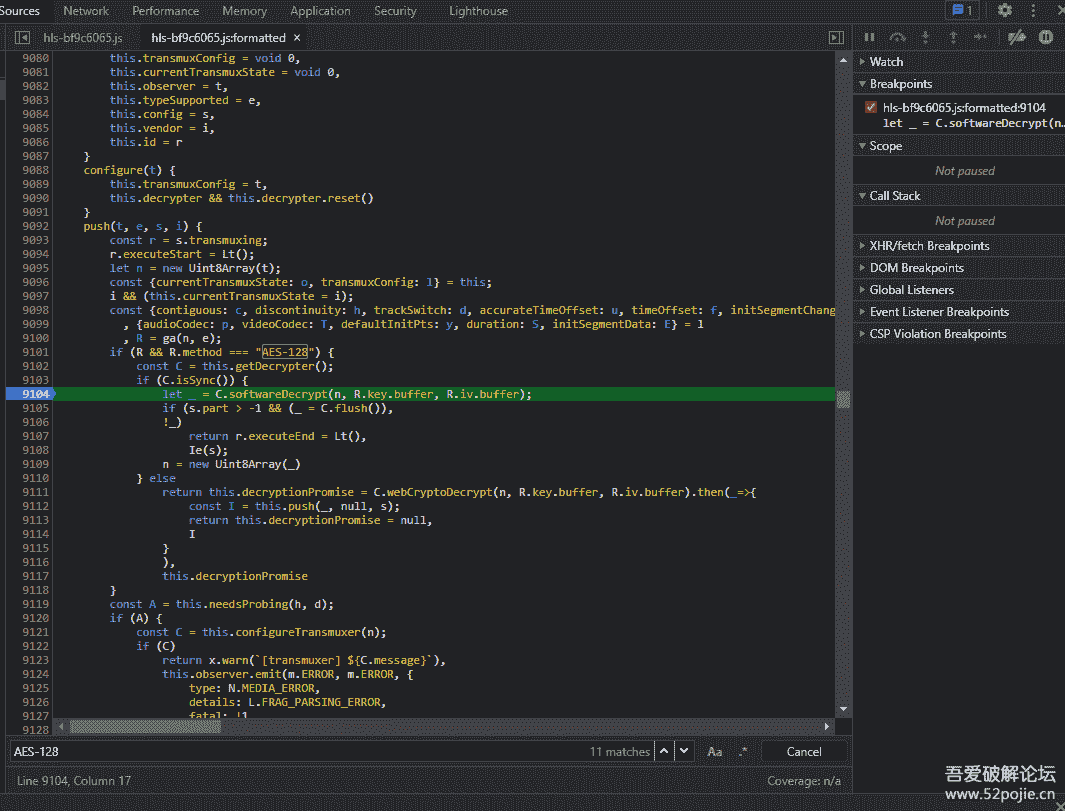 Sources Network Performance Memory Application Security Lighthouse 1
hls-bf9c6065.js hls-bf9c6065.js:formatted ×
9080 this.transmuxConfig = void 0,
9081 this.currentTransmuxState = void 0,
9082 this.observer = t,
9083 this.typeSupported = e,
9084 this.config = s,
9085 this.vendor = i,
9086 this.id = r
9087 }
9088 configure(t) {
9089 this.transmuxConfig = t,
9090 this.decrypter && this.decrypter.reset()
9091 }
9092 push(t, e, s, i) {
9093 const r = s.transmuxing;
9094 r.executeStart = Lt();
9095 let n = new Uint8Array(t);
9096 const {currentTransmuxState: o, transmuxConfig: l} = this;
9097 i && (this.currentTransmuxState = i);
9098 const {contiguous: c, discontinuity: h, trackSwitch: d, accurateTimeOffset: u, timeOffset: f, initSegmentChang
9099 , {audioCodec: p, videoCodec: T, defaultInitPts: y, duration: S, initSegmentData: E} = l
9100 , R = ga(n, e);
9101 if (R && R.method === "AES-128") {
9102 const C = this.getDecrypter();
9103 if (C.isSync()) {
9104 let _ = C.softwareDecrypt(n, R.key.buffer, R.iv.buffer);
9105 if (s.part > -1 && (_ = C.flush()),
9106 !_)
9107 return r.executeEnd = Lt(),
9108 Ie(s);
9109 n = new Uint8Array(_)
9110 } else
9111 return this.decryptionPromise = C.webCryptoDecrypt(n, R.key.buffer, R.iv.buffer).then(_=>{
9112 const I = this.push(_, null, s);
9113 return this.decryptionPromise = null,
9114 I
9115 }
9116 ),
9117 this.decryptionPromise
9118 }
9119 const A = this.needsProbing(h, d);
9120 if (A) {
9121 const C = this.configureTransmuxer(n);
9122 if (C)
9123 return x.warn(`[transmuxer] ${C.message}`),
9124 this.observer.emit(m.ERROR, m.ERROR, {
9125 type: N.MEDIA_ERROR,
9126 details: L.FRAG_PARSING_ERROR,
9127 fatal: !1
9128
AES-128 11 matches Aa .* Cancel
Line 9104, Column 17 Coverage: n/a
Watch
Breakpoints
hls-bf9c6065.js:formatted:9104
let _ = C.softwareDecrypt(n…
Scope
Not paused
Call Stack
Not paused
XHR/fetch Breakpoints
DOM Breakpoints
Global Listeners
Event Listener Breakpoints
CSP Violation Breakpoints
吾爱破解论坛
www.52pojie.cn